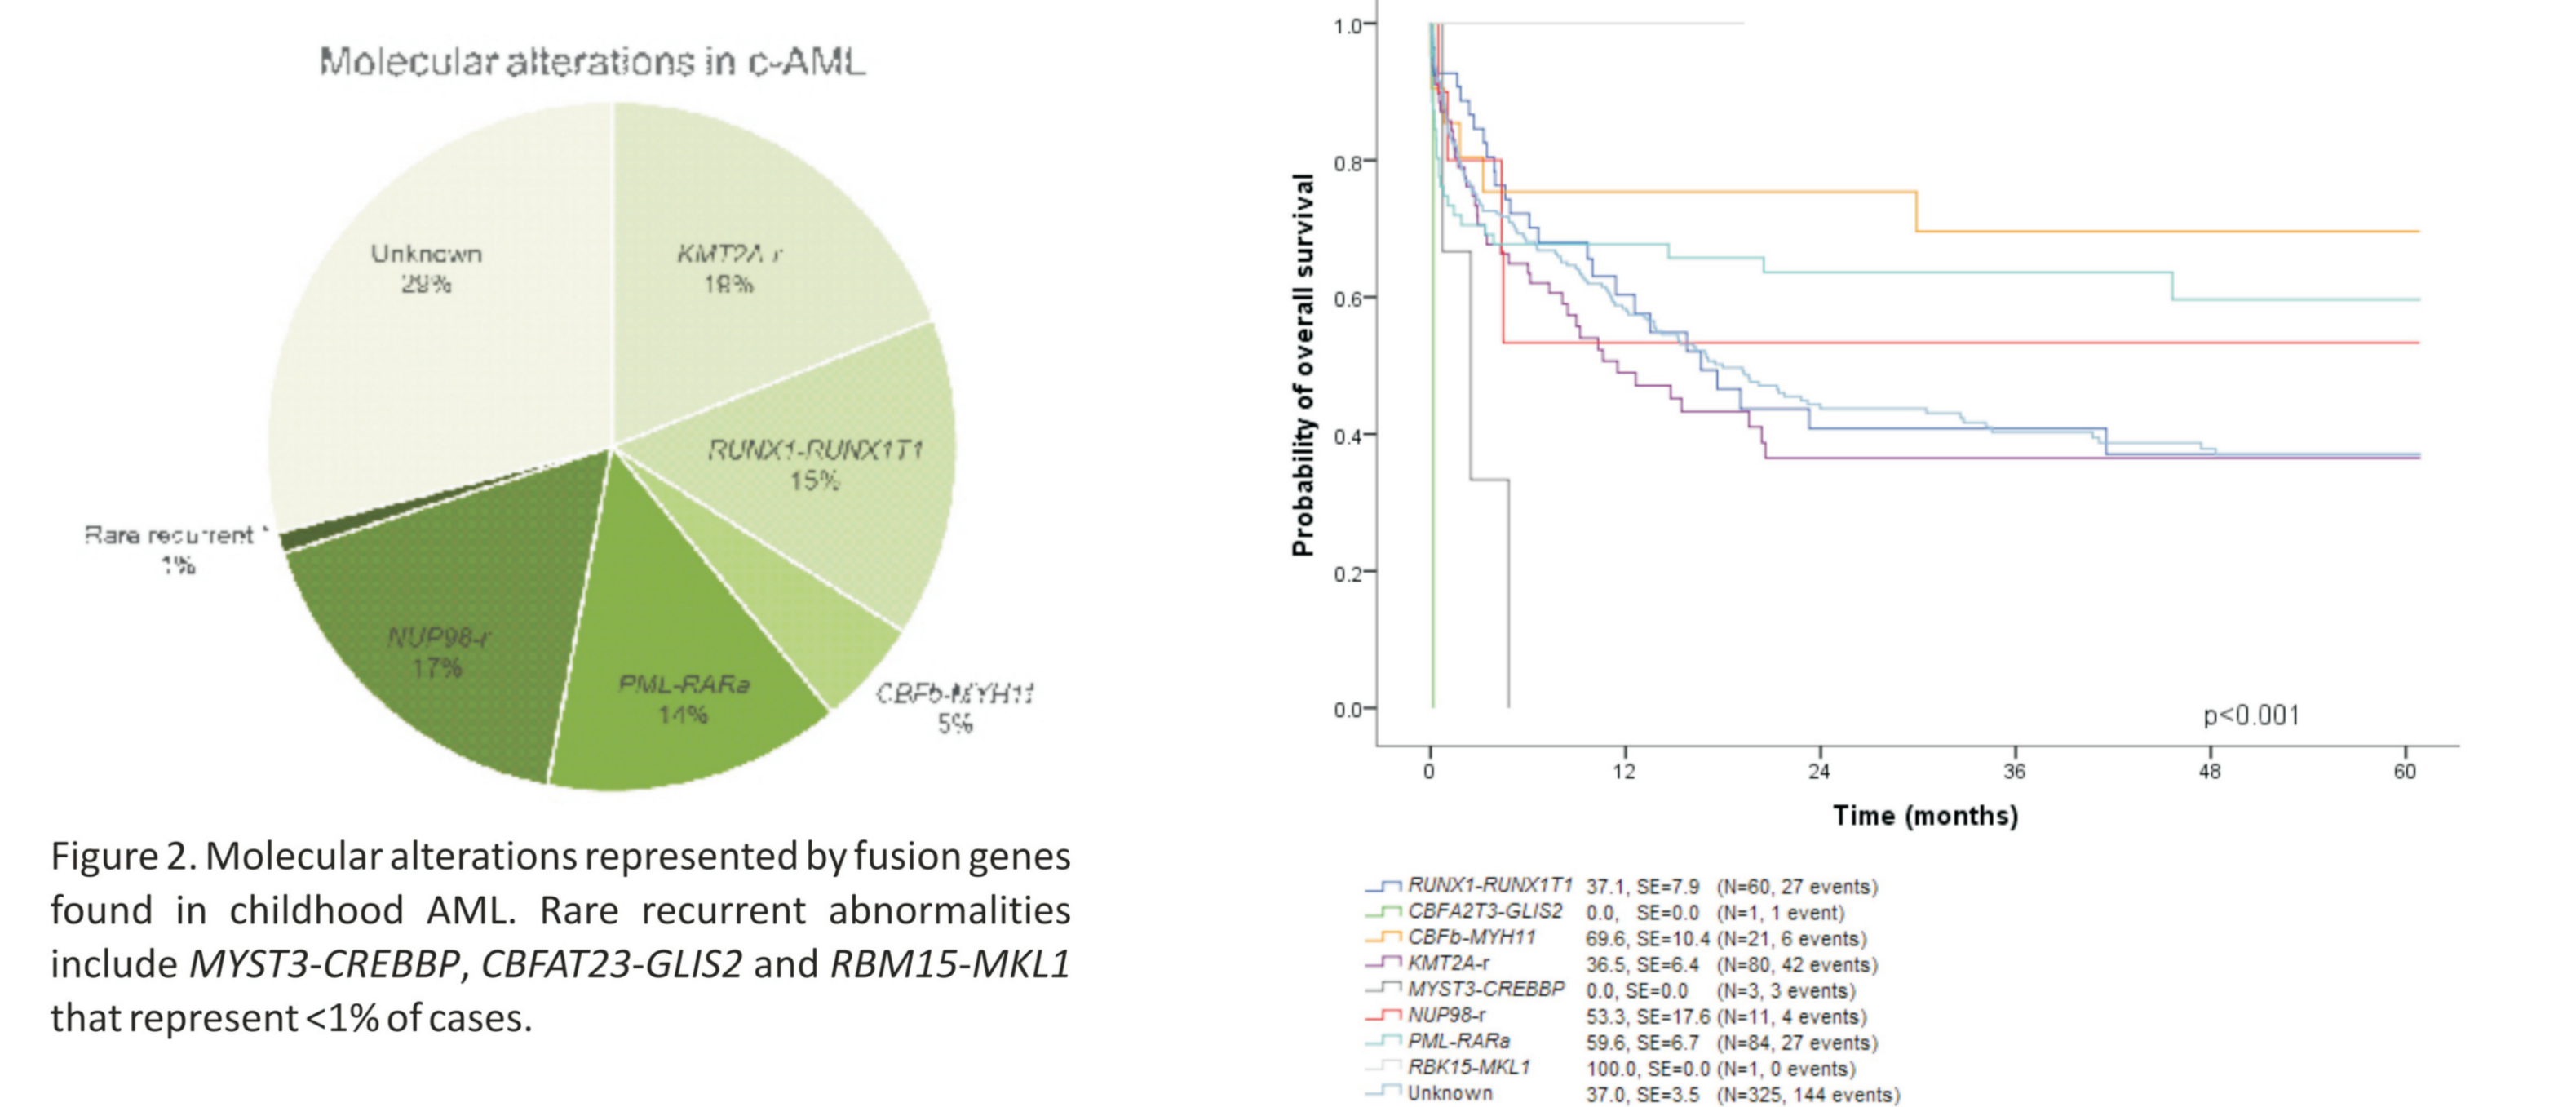 Molecular alterations in c-AML
Unknown
29%
KMT2A-r
RUNX1-RUNX1T1
15%
Rare recurrent *
1%
NUP98-r
17%
PML-RARa
14%
CBFb-MYH11
5%
Figure 2. Molecular alterations represented by fusion genes
found in childhood AML. Rare recurrent abnormalities
include MYST3-CREBBP, CBFAT23-GLIS2 and RBM15-MKL1
that represent <1% of cases.
Probability of overall survival
1.0
0.8
0.6
0.4
0.2
0.0
p<0.001
0 12 24 36 48 60
Time (months)
RUNX1-RUNX1T1 37.1, SE=7.9 (N=60, 27 events)
CBFA2T3-GLIS2 0.0, SE=0.0 (N=1, 1 event)
CBFb-MYH11 69.6, SE=10.4 (N=21, 6 events)
KMT2A-r 36.5, SE=6.4 (N=80, 42 events)
MYST3-CREBBP 0.0, SE=0.0 (N=3, 3 events)
NUP98-r 53.3, SE=17.6 (N=11, 4 events)
PML-RARa 59.6, SE=6.7 (N=84, 27 events)
RBK15-MKL1 100.0, SE=0.0 (N=1, 0 events)
Unknown 37.0, SE=3.5 (N=325, 144 events)